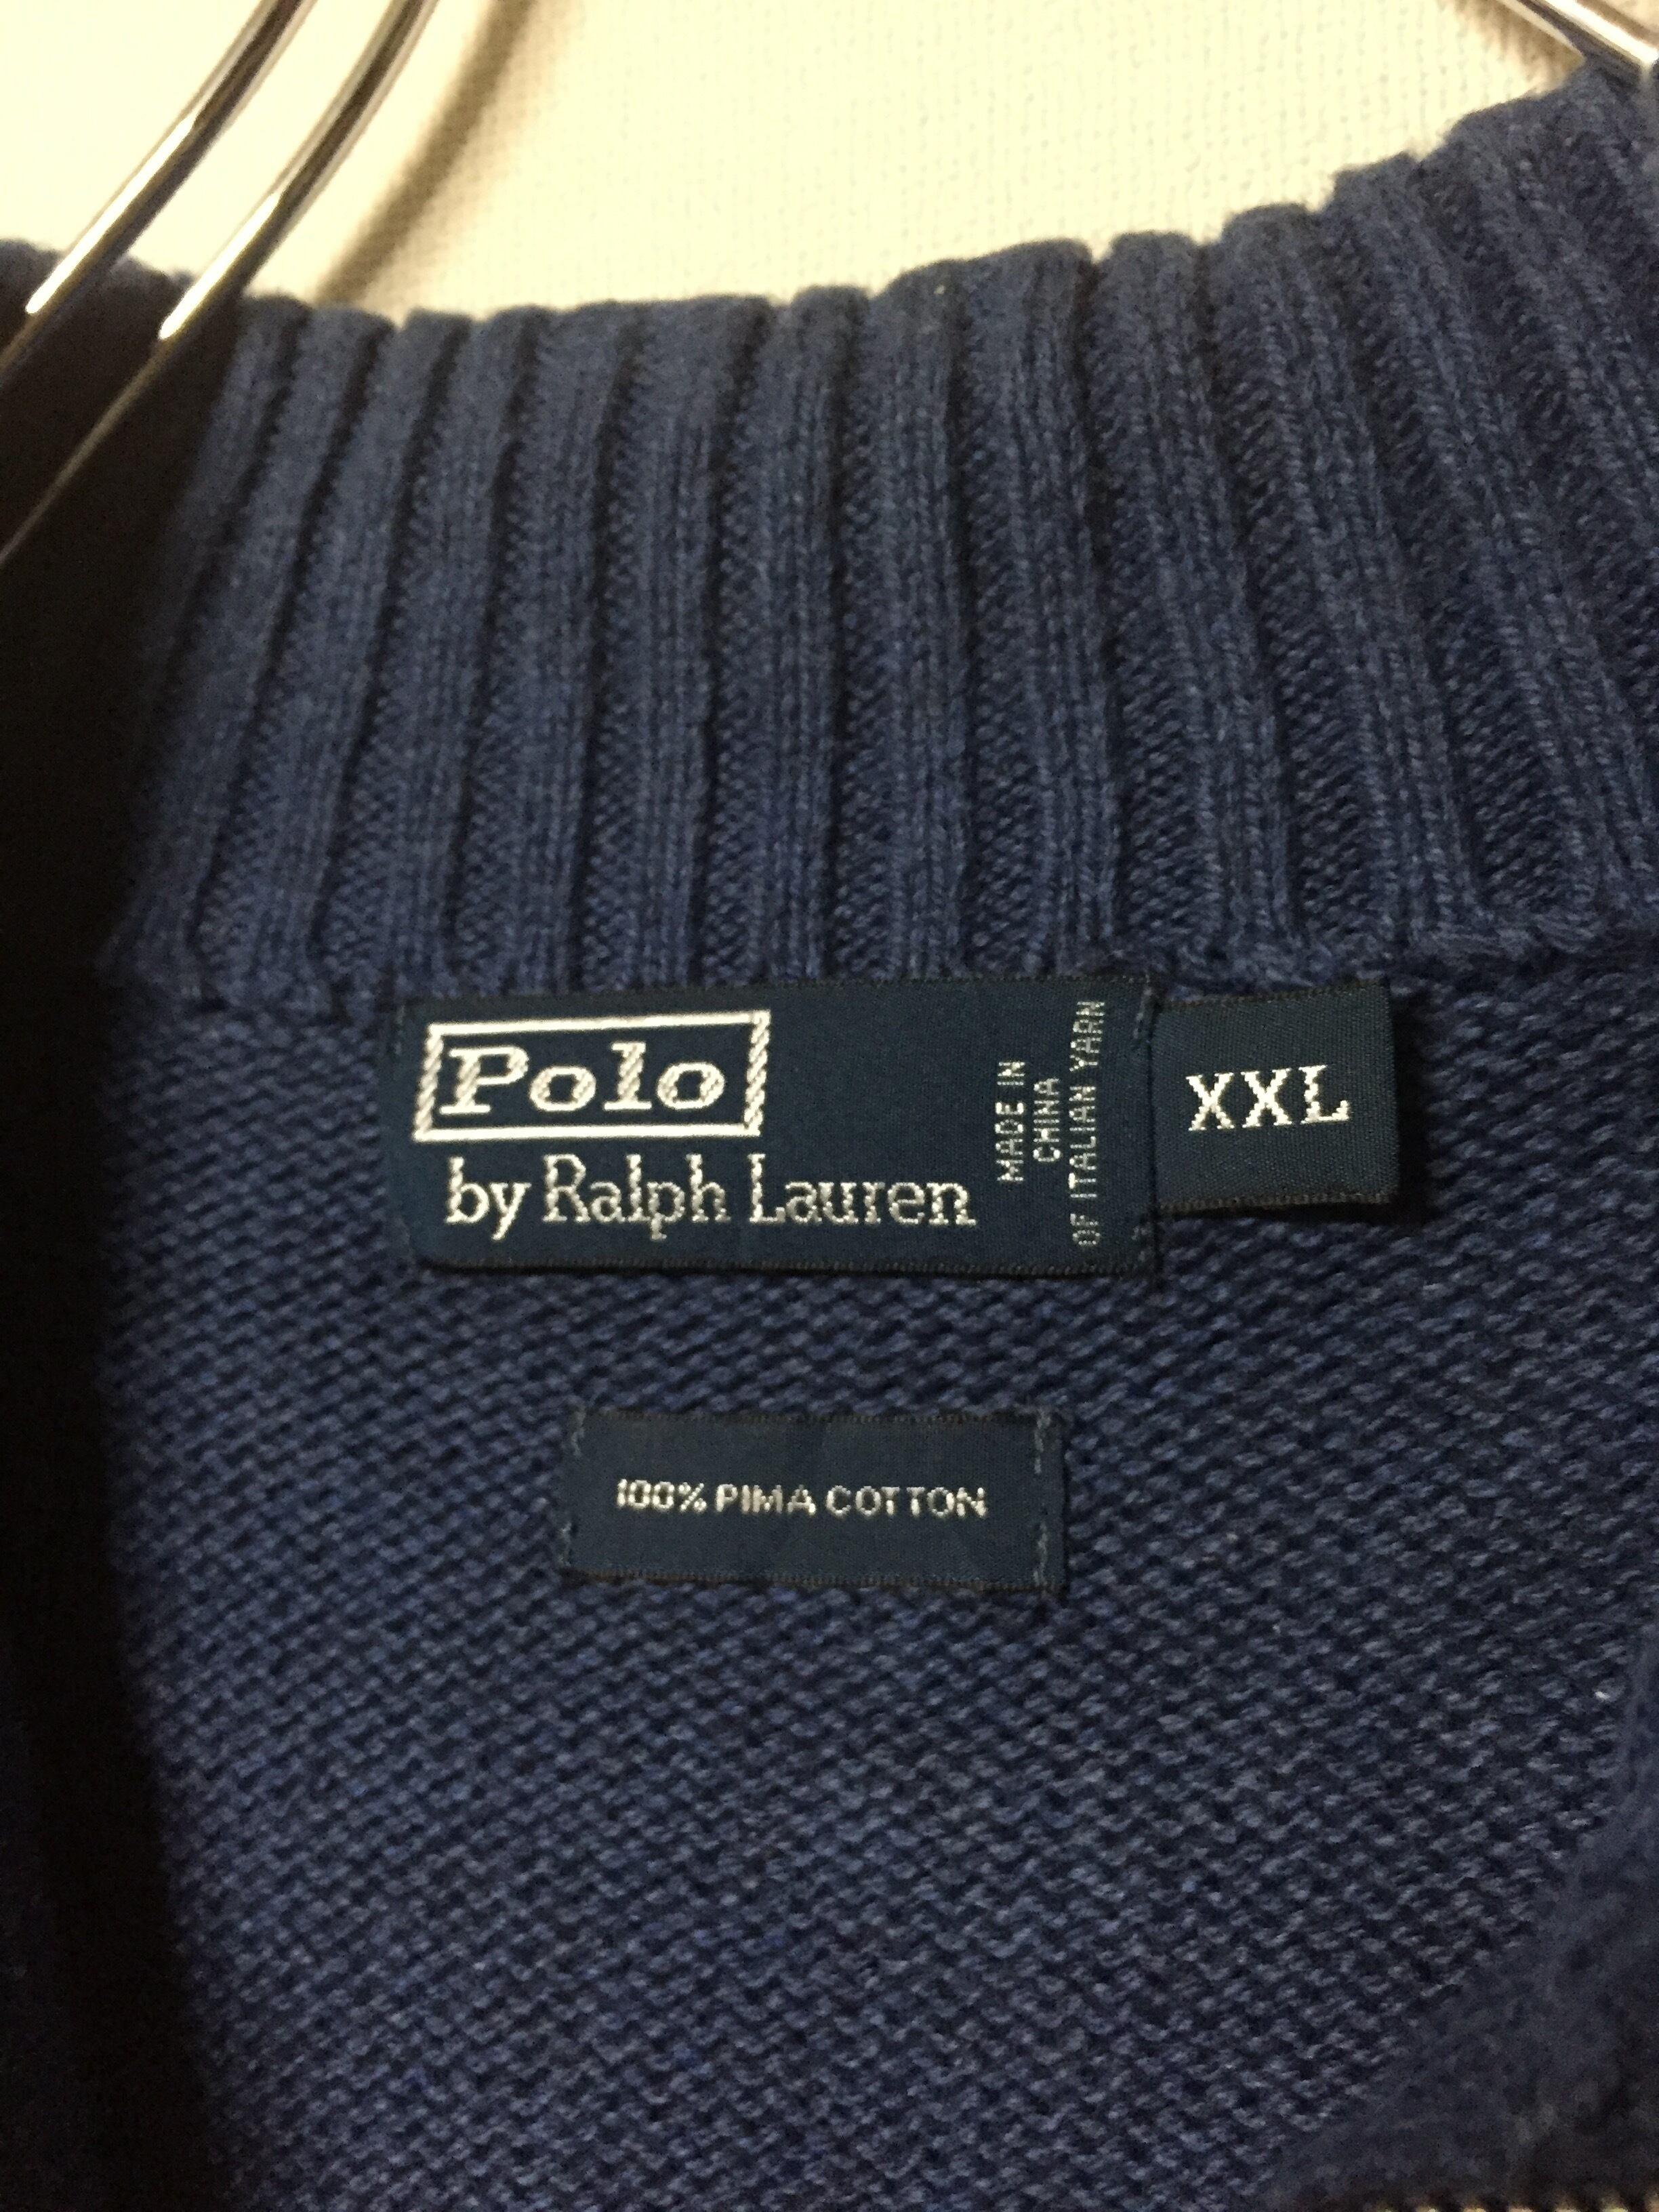 Polo
by Ralph Lauren
MADE IN
CHINA
OF ITALIAN YARN
XXL
100% PIMA COTTON